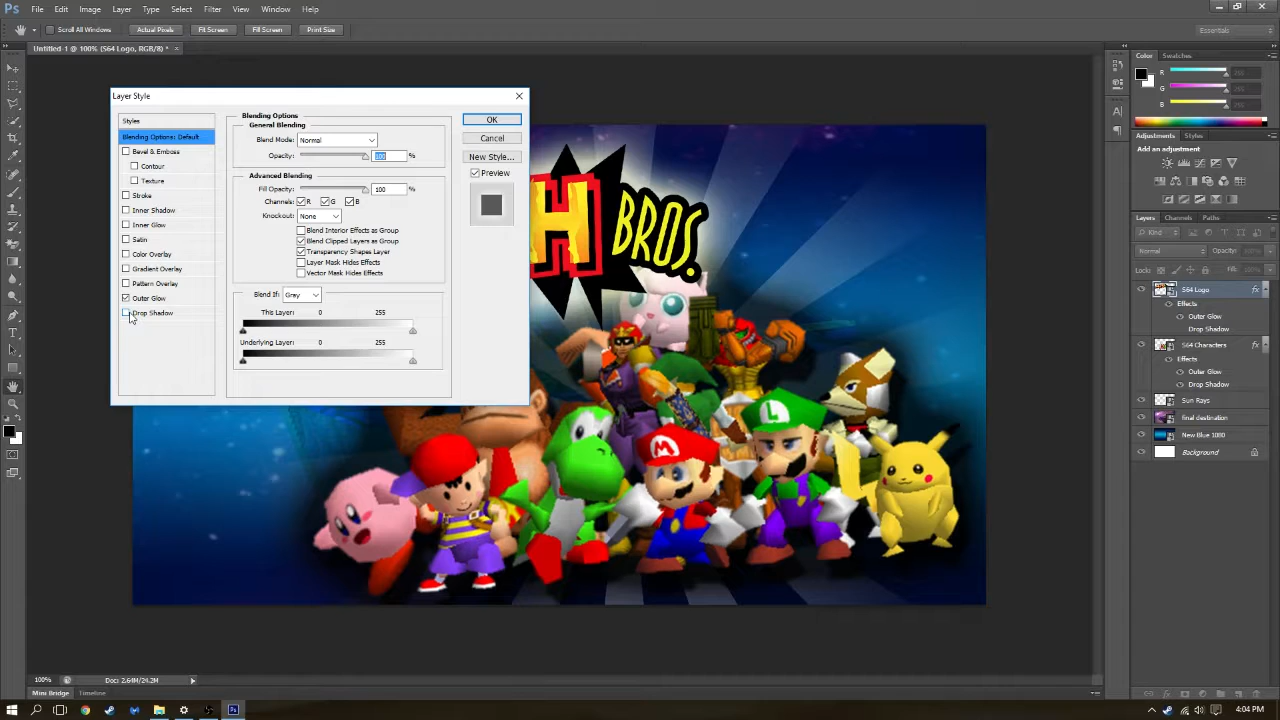 Ps File Edit Image Layer Type Select Filter 3D View Window Help
Scroll All Windows Actual Pixels Fit Screen Fill Screen Print Size Essentials
Untitled-1 @ 100% (S64 Logo, RGB/8) *
Layer Style
Styles
Blending Options: Default
Bevel & Emboss
Contour
Texture
Stroke
Inner Shadow
Inner Glow
Satin
Color Overlay
Gradient Overlay
Pattern Overlay
Outer Glow
Drop Shadow
Blending Options
General Blending
Blend Mode: Normal
Opacity: 100 %
Advanced Blending
Fill Opacity: 100 %
Channels: R G B
Knockout: None
Blend Interior Effects as Group
Blend Clipped Layers as Group
Transparency Shapes Layer
Layer Mask Hides Effects
Vector Mask Hides Effects
Blend If: Gray
This Layer: 0 255
Underlying Layer: 0 255
OK
Cancel
New Style...
Preview
H BROS.
L
M
Color Swatches
R
G
B
Adjustments Styles
Add an adjustment
Layers Channels Paths
Kind
Normal Opacity:
Lock: Fill:
S64 Logo fx
Effects
Outer Glow
Drop Shadow
S64 Characters fx
Effects
Outer Glow
Drop Shadow
Sun Rays
final destination
New Blue 1080
Background
100% Doc: 2.64M/24.2M
Mini Bridge Timeline
4:04 PM